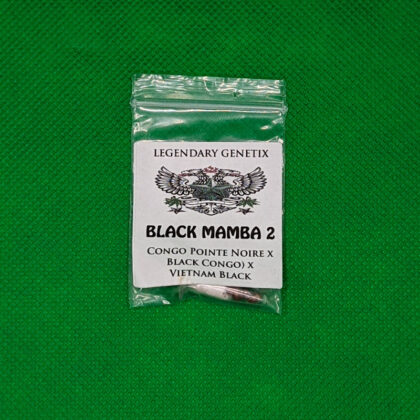 LEGENDARY GENETIX
BLACK MAMBA 2
CONGO POINTE NOIRE X
BLACK CONGO) X
VIETNAM BLACK